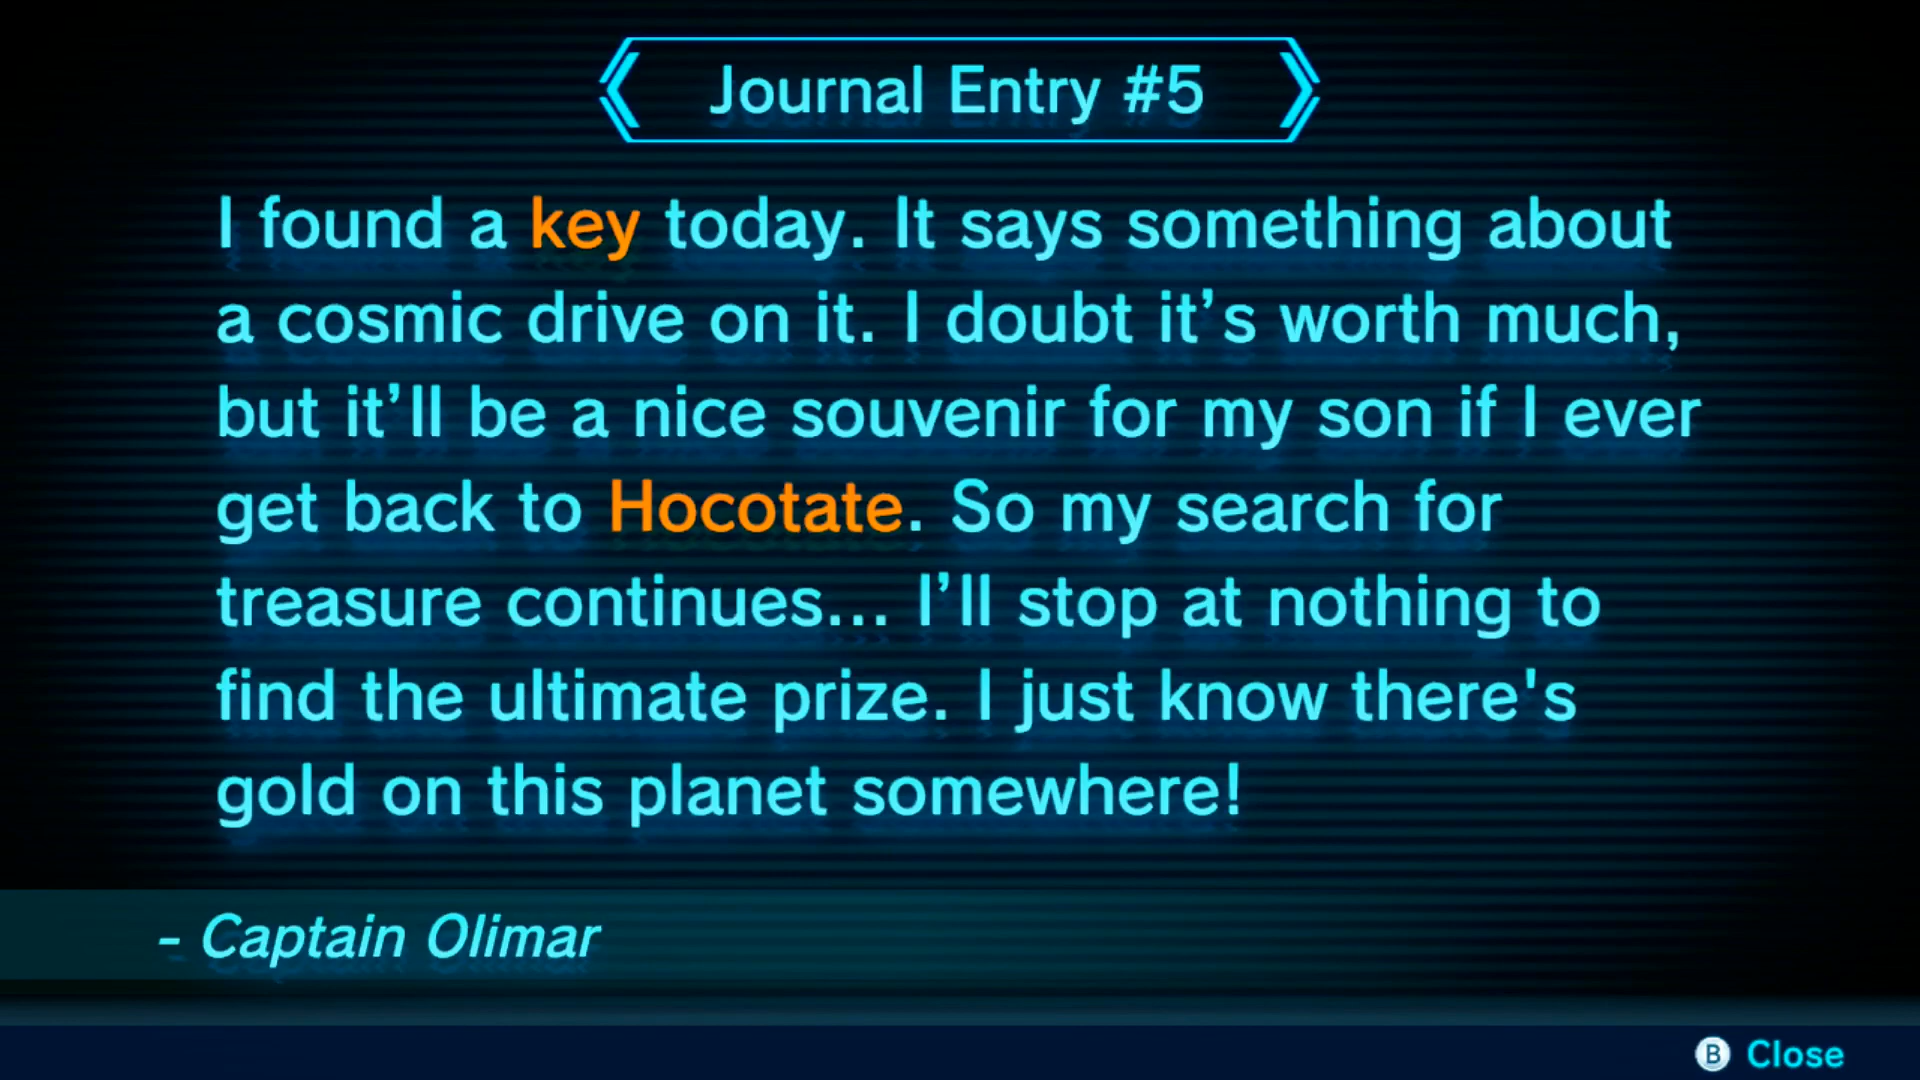 Journal Entry #5
I found a key today. It says something about
a cosmic drive on it. I doubt it’s worth much,
but it’ll be a nice souvenir for my son if I ever
get back to Hocotate. So my search for
treasure continues... I’ll stop at nothing to
find the ultimate prize. I just know there's
gold on this planet somewhere!
- Captain Olimar
B Close